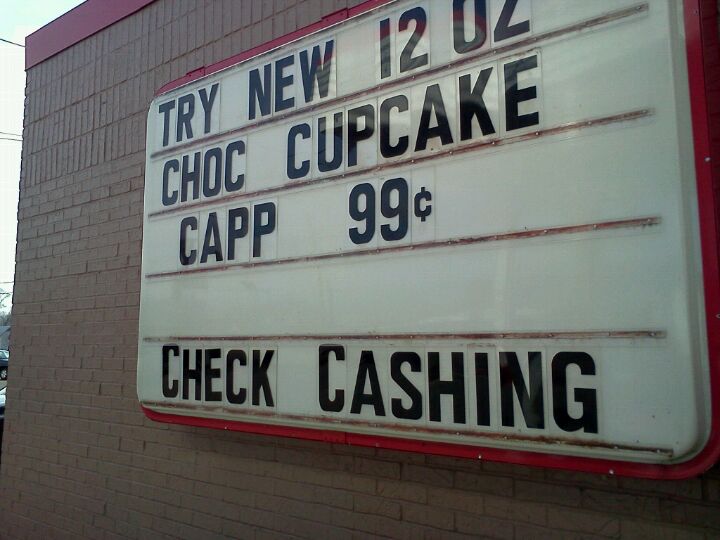 TRY NEW 12 OZ
CHOC CUPCAKE
CAPP 99¢
CHECK CASHING